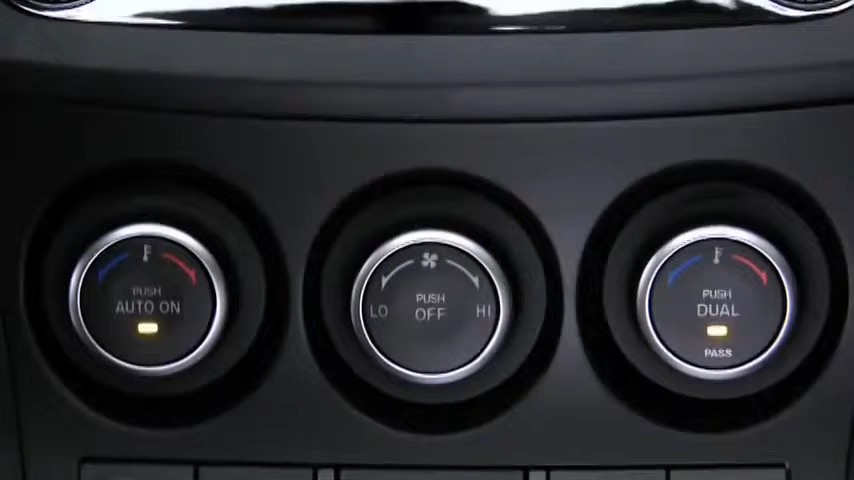 PUSH
AUTO ON
LO
PUSH
OFF
HI
PUSH
DUAL
PASS